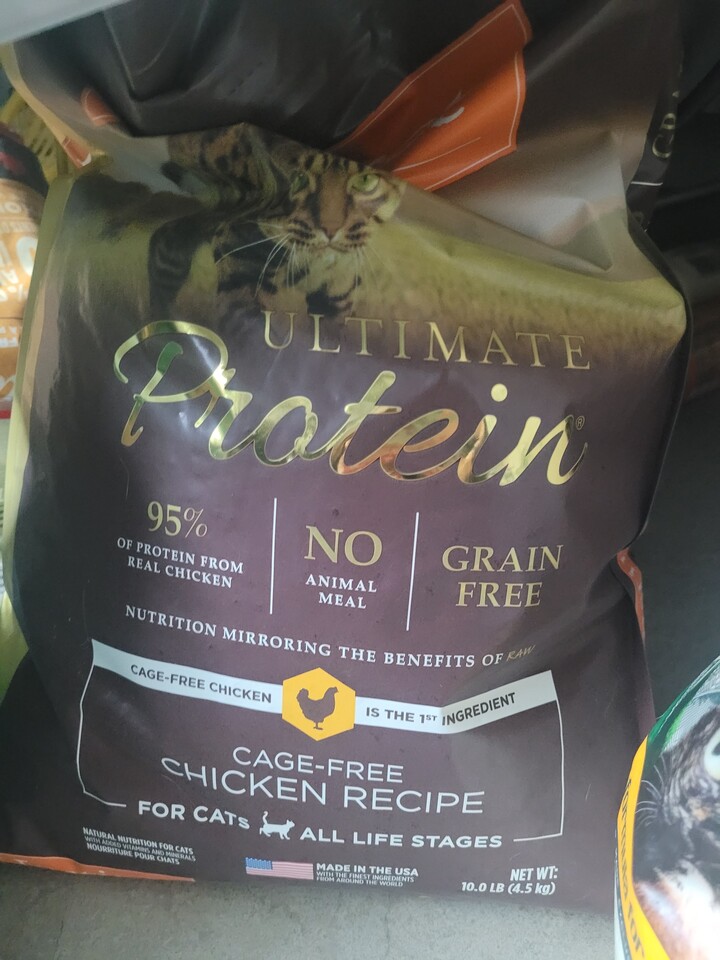 ULTIMATE
Protein®
95%
OF PROTEIN FROM
REAL CHICKEN
NO
ANIMAL
MEAL
GRAIN
FREE
NUTRITION MIRRORING THE BENEFITS OF RAW
CAGE-FREE CHICKEN IS THE 1ST INGREDIENT
CAGE-FREE
CHICKEN RECIPE
FOR CATS ALL LIFE STAGES
NATURAL NUTRITION FOR CATS
WITH ADDED VITAMINS AND MINERALS
NOURRITURE POUR CHATS
MADE IN THE USA
WITH THE FINEST INGREDIENTS
FROM AROUND THE WORLD
NET WT:
10.0 LB (4.5 kg)